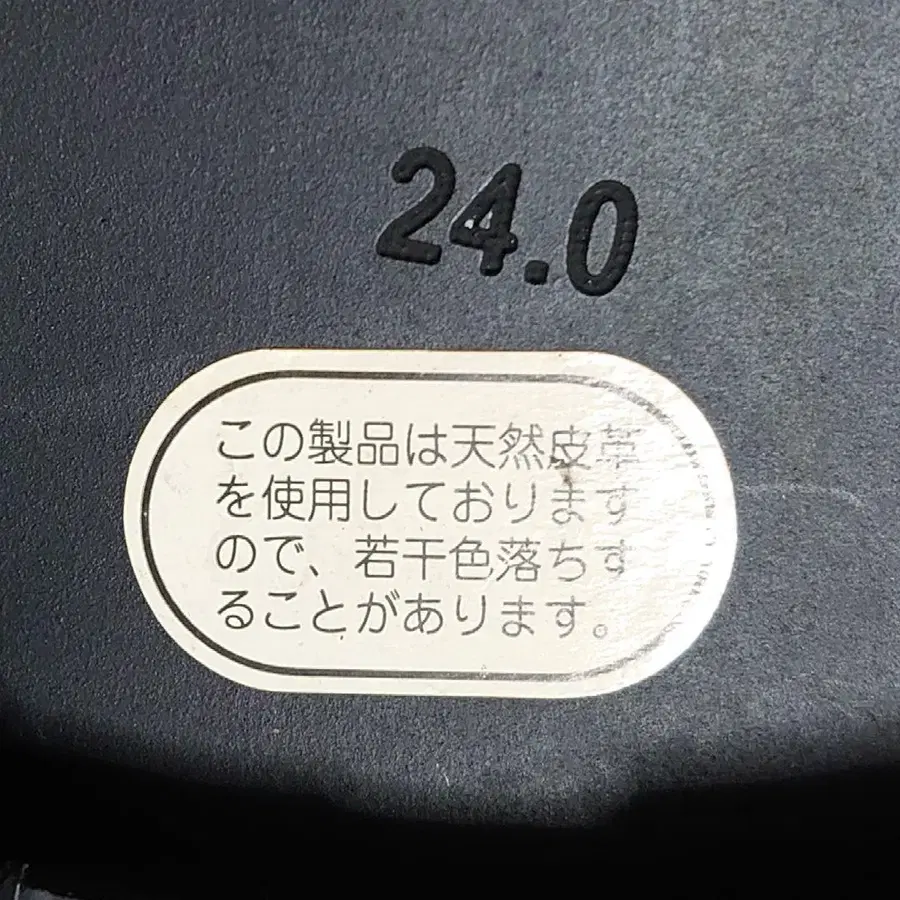 24.0
この製品は天然皮革
を使用しております
ので、若干色落ちす
ることがあります。